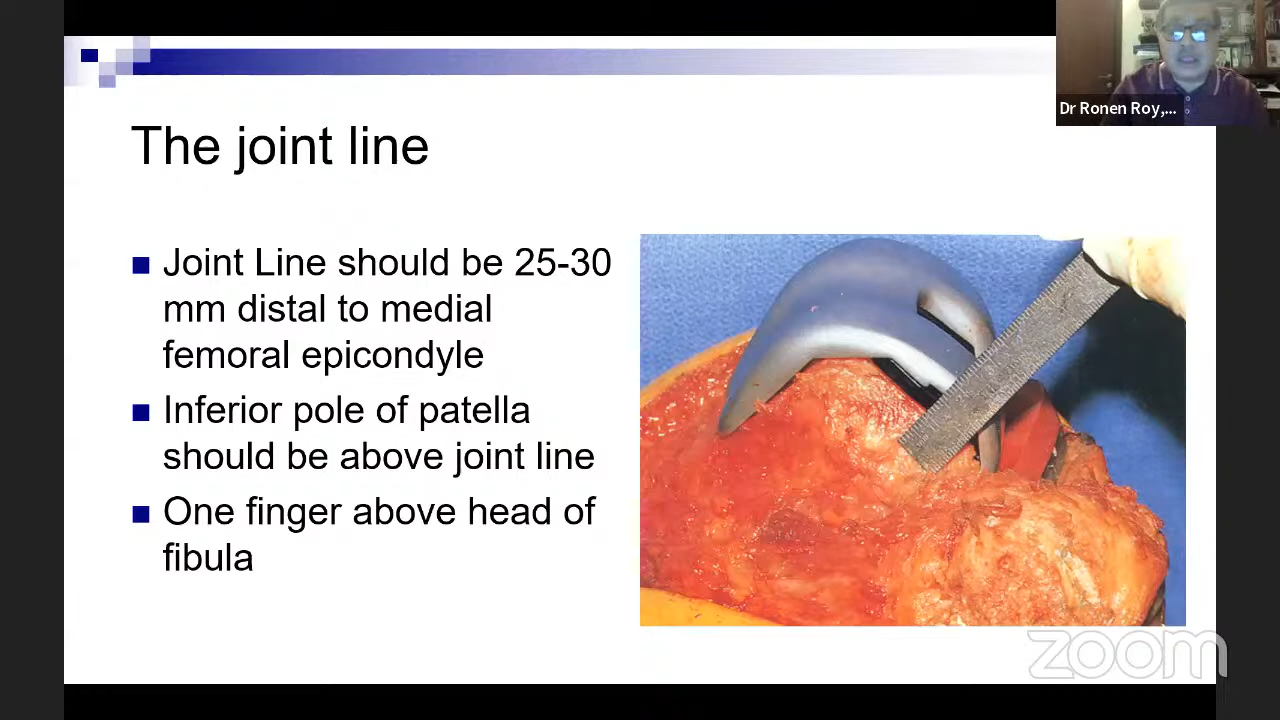 Dr Ronen Roy,...
The joint line
Joint Line should be 25-30
mm distal to medial
femoral epicondyle
Inferior pole of patella
should be above joint line
One finger above head of
fibula
zoom